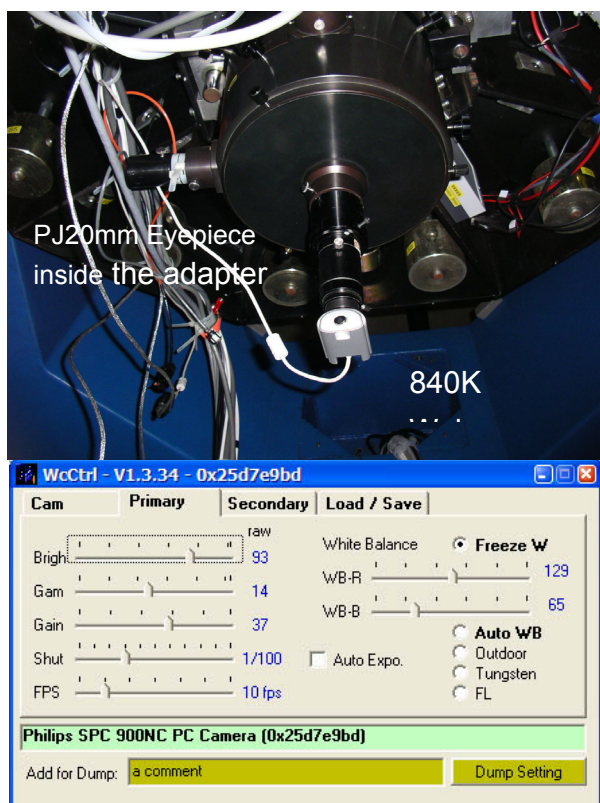 PJ20mm Eyepiece
inside the adapter
840K
WcCtrl - V1.3.34 - 0x25d7e9bd
Cam Primary Secondary Load / Save
raw
Brigh 93
Gam 14
Gain 37
Shut 1/100
FPS 10 fps
White Balance Freeze W
WB-R 129
WB-B 65
Auto Expo.
Auto WB
Outdoor
Tungsten
FL
Philips SPC 900NC PC Camera (0x25d7e9bd)
Add for Dump: a comment Dump Setting